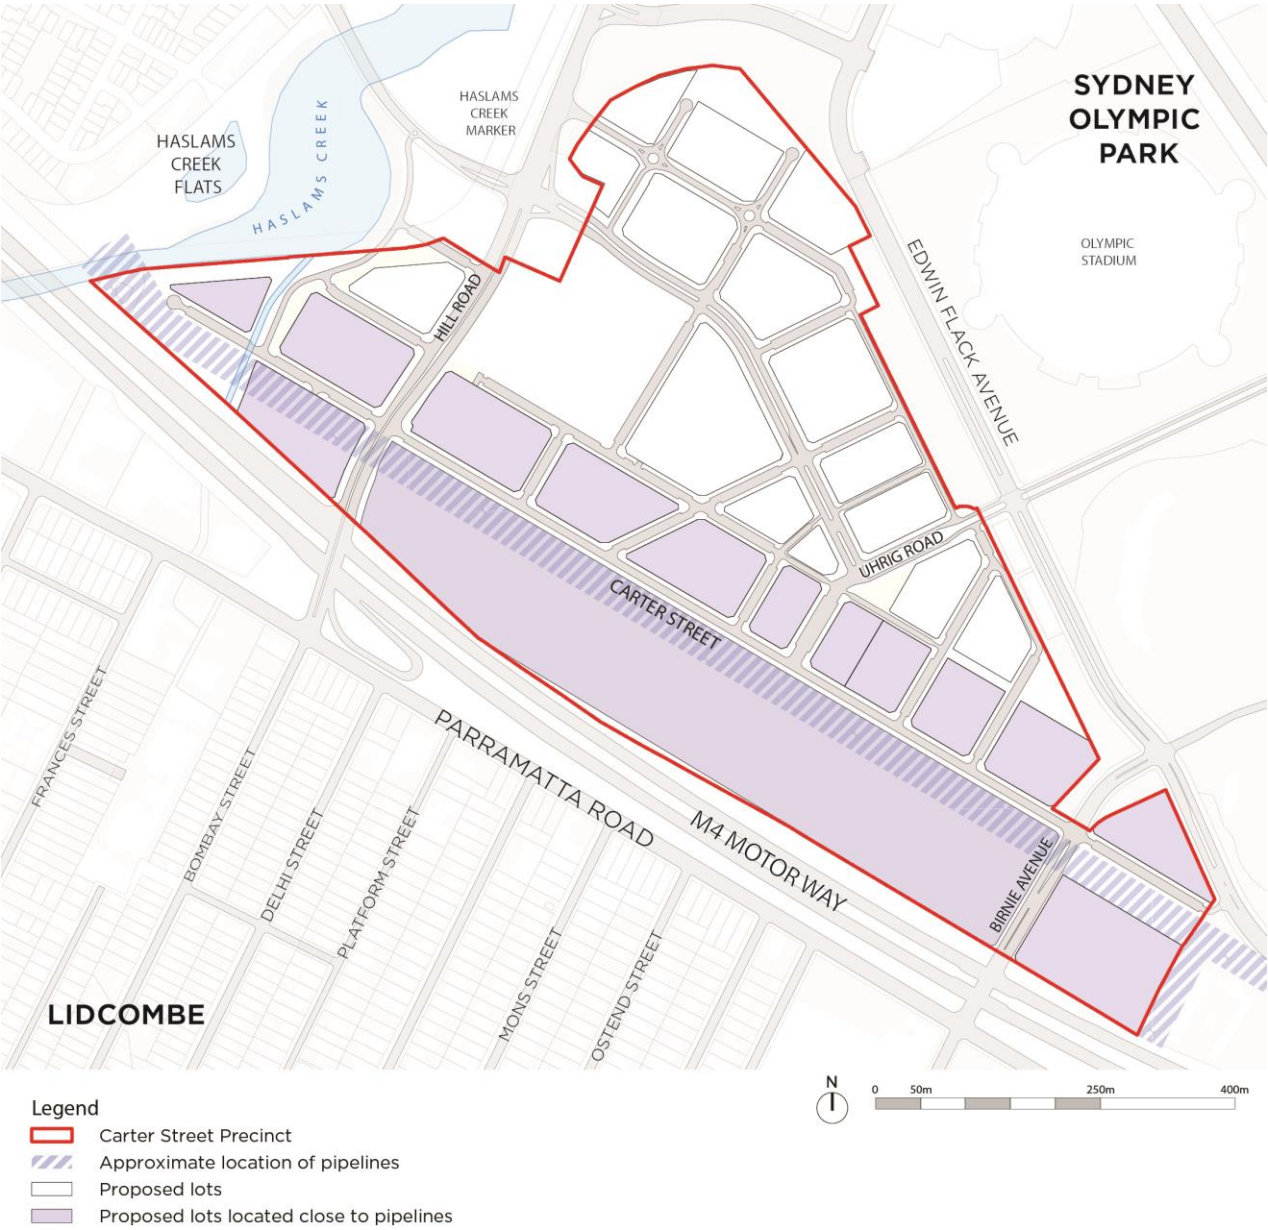 SYDNEY
OLYMPIC
PARK
HASLAMS
CREEK
MARKER
HASLAMS
CREEK
FLATS
HASLAMS CREEK
OLYMPIC
STADIUM
EDWIN FLACK AVENUE
HILL ROAD
UHRIG ROAD
CARTER STREET
PARRAMATTA ROAD
M4 MOTORWAY
BIRNIE AVENUE
FRANCES STREET
BOMBAY STREET
DELHI STREET
PLATFORM STREET
MONS STREET
OSTEND STREET
LIDCOMBE
N
0 50m 250m 400m
Legend
Carter Street Precinct
Approximate location of pipelines
Proposed lots
Proposed lots located close to pipelines